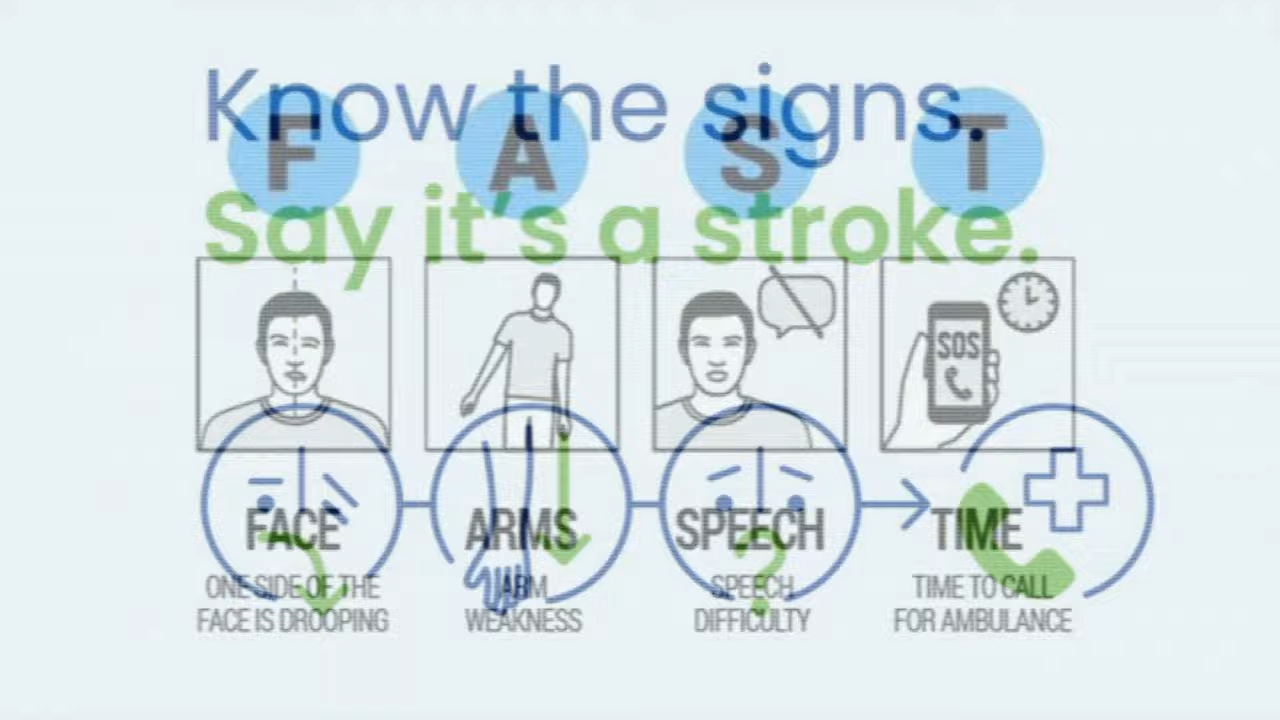 Know the signs.
F A S T
Say it's a stroke.
SOS
FACE ARMS SPEECH TIME
ONE SIDE OF THE ARM SPEECH TIME TO CALL
FACE IS DROOPING WEAKNESS DIFFICULTY FOR AMBULANCE